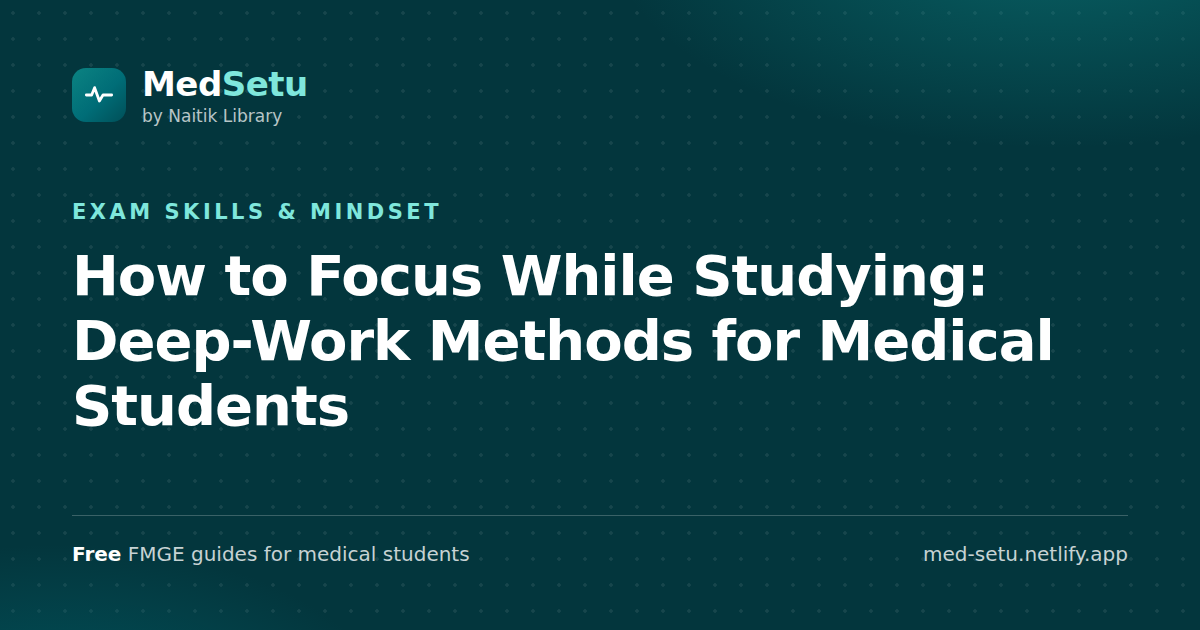 MedSetu
by Naitik Library
EXAM SKILLS & MINDSET
How to Focus While Studying:
Deep-Work Methods for Medical
Students
Free FMGE guides for medical students
med-setu.netlify.app